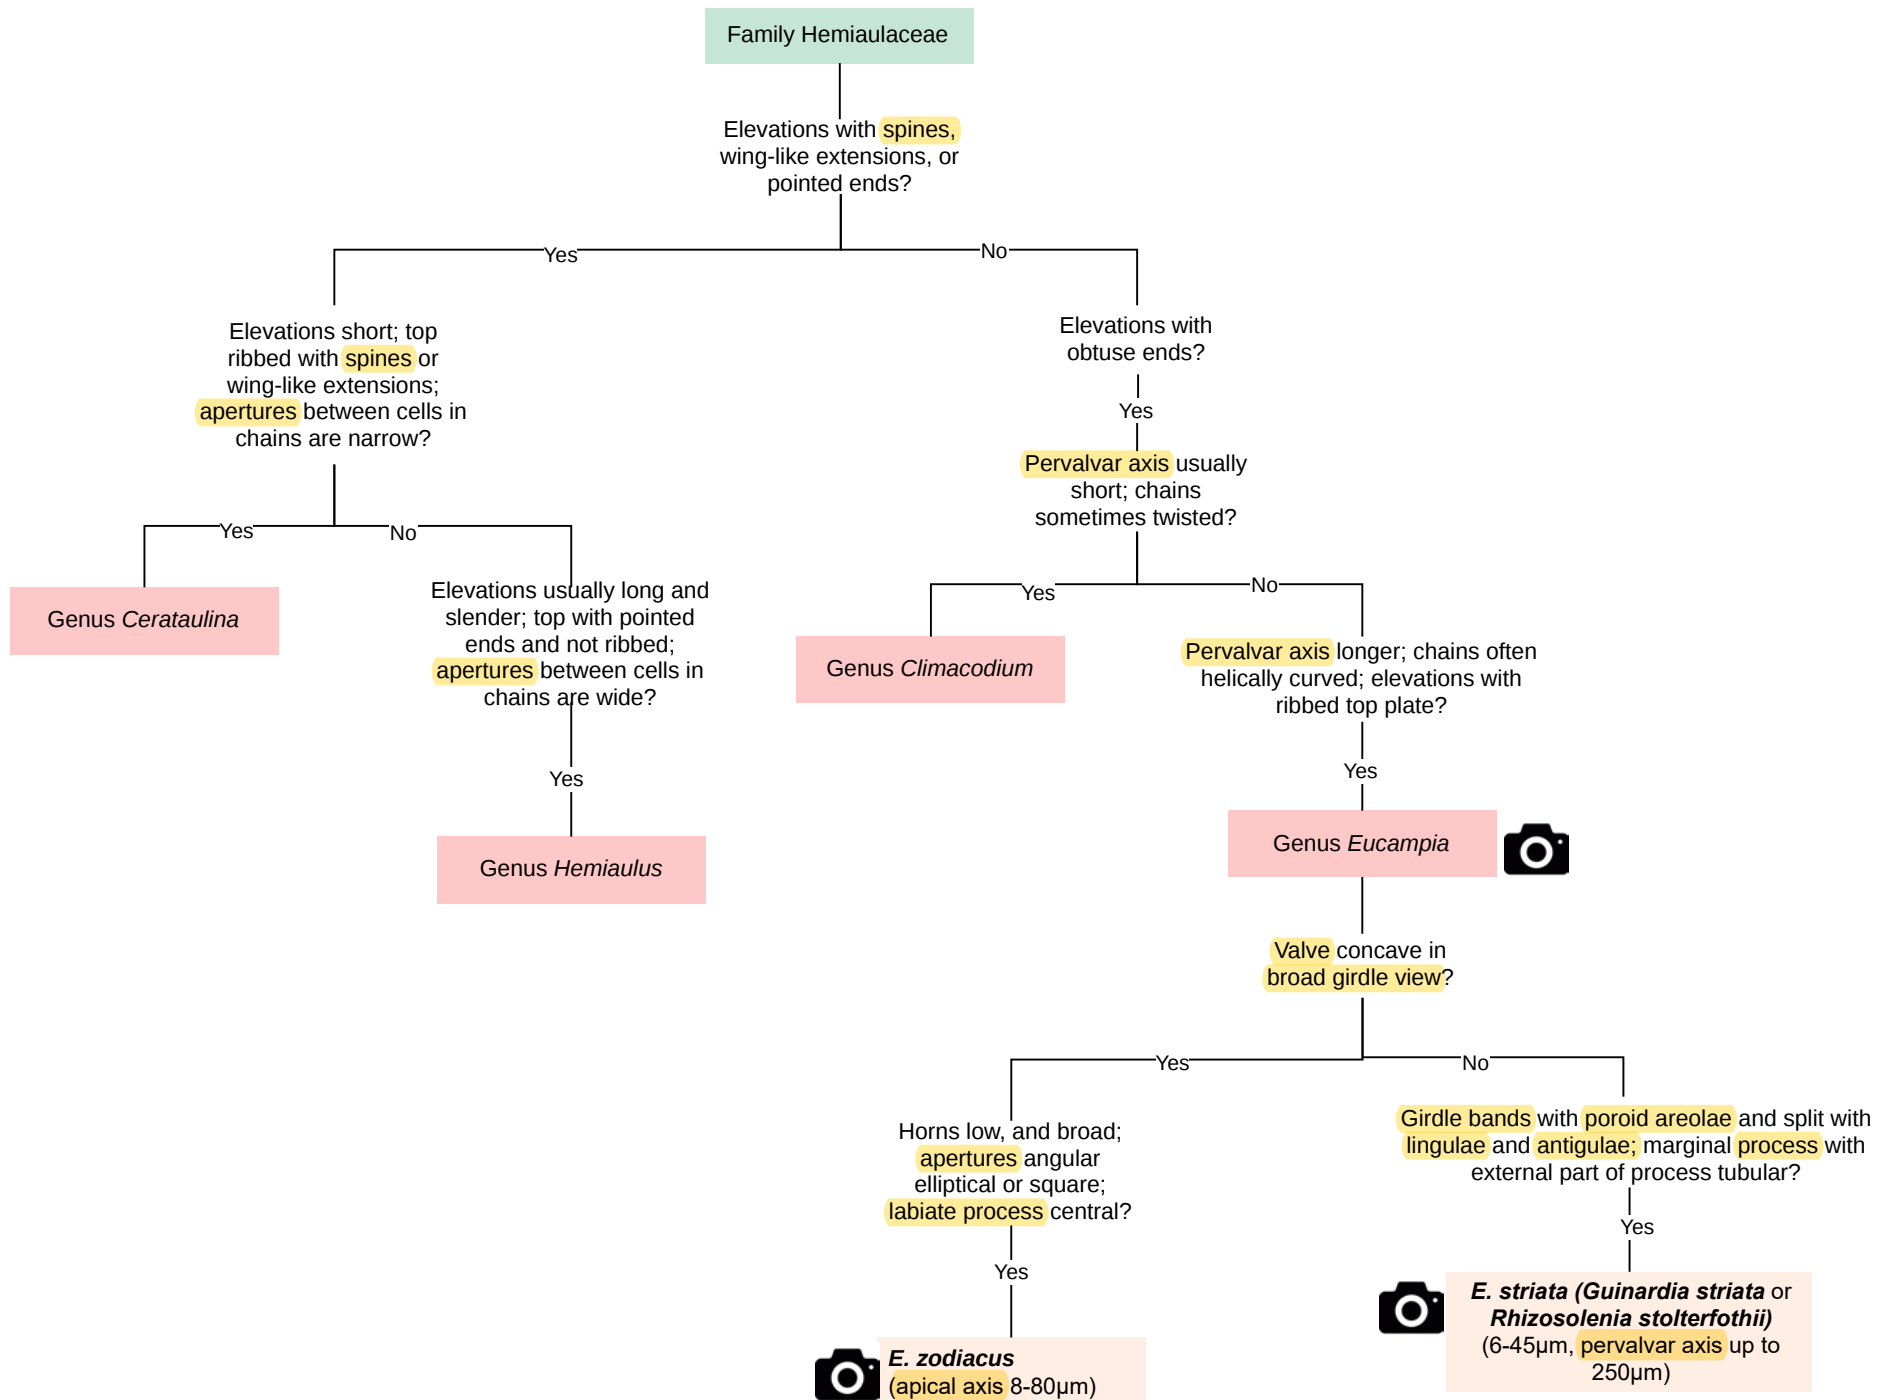 Family Hemiaulaceae
Elevations with spines,
wing-like extensions, or
pointed ends?
Yes
No
Elevations short; top
ribbed with spines or
wing-like extensions;
apertures between cells in
chains are narrow?
Elevations with
obtuse ends?
Yes
Pervalvar axis usually
short; chains
sometimes twisted?
Yes
No
Genus Cerataulina
Elevations usually long and
slender; top with pointed
ends and not ribbed;
apertures between cells in
chains are wide?
Yes
Genus Hemiaulus
Yes
No
Genus Climacodium
Pervalvar axis longer; chains often
helically curved; elevations with
ribbed top plate?
Yes
Genus Eucampia
Valve concave in
broad girdle view?
Yes
No
Horns low, and broad;
apertures angular
elliptical or square;
labiate process central?
Yes
E. zodiacus
(apical axis 8-80μm)
Girdle bands with poroid areolae and split with
lingulae and antigulae; marginal process with
external part of process tubular?
Yes
E. striata (Guinardia striata or
Rhizosolenia stolterfothii)
(6-45μm, pervalvar axis up to
250μm)